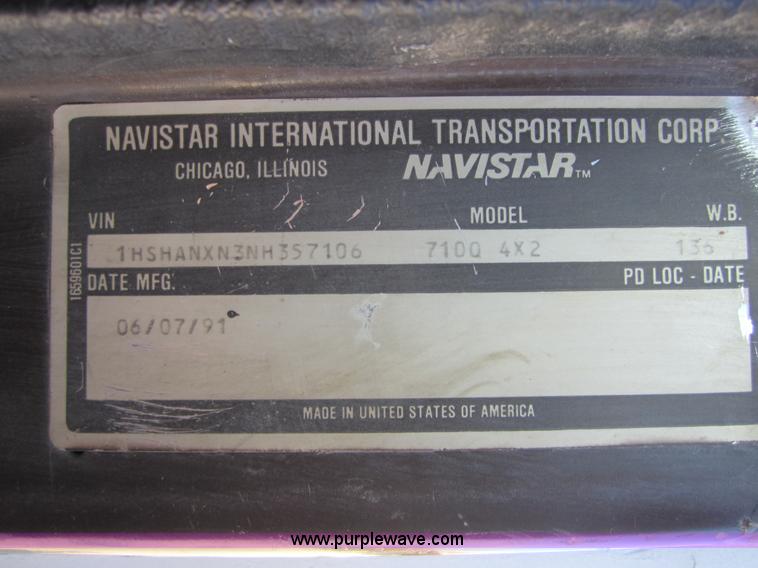 NAVISTAR INTERNATIONAL TRANSPORTATION CORP.
CHICAGO, ILLINOIS NAVISTAR™
VIN MODEL W.B.
1HSHANXN3NH357106 7100 4X2 136
DATE MFG. PD LOC - DATE
06/07/91
MADE IN UNITED STATES OF AMERICA
1659601C1
www.purplewave.com